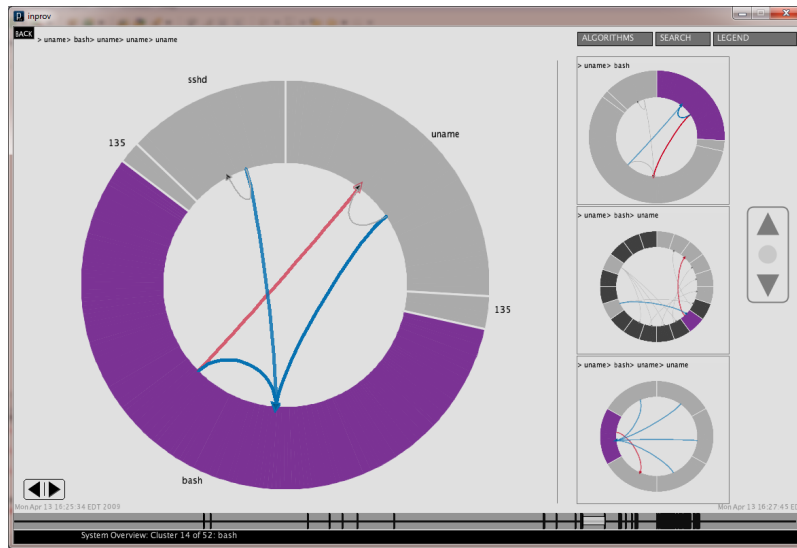 inprov
BACK
> uname> bash> uname> uname> uname
ALGORITHMS
SEARCH
LEGEND
> uname> bash
sshd
uname
135
> uname> bash> uname
135
> uname> bash> uname> uname
bash
Mon Apr 13 16:25:34 EDT 2009
Mon Apr 13 16:27:45 ED
System Overview: Cluster 14 of 52: bash